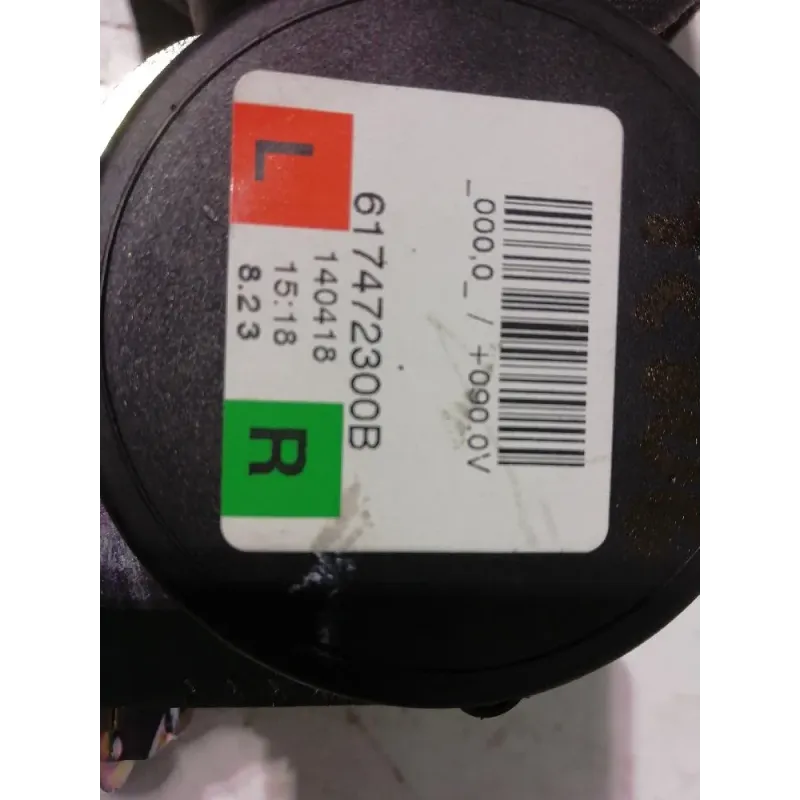 _000,0_ / +090.0V
617472300B
140418
15:18
8.23
L
R